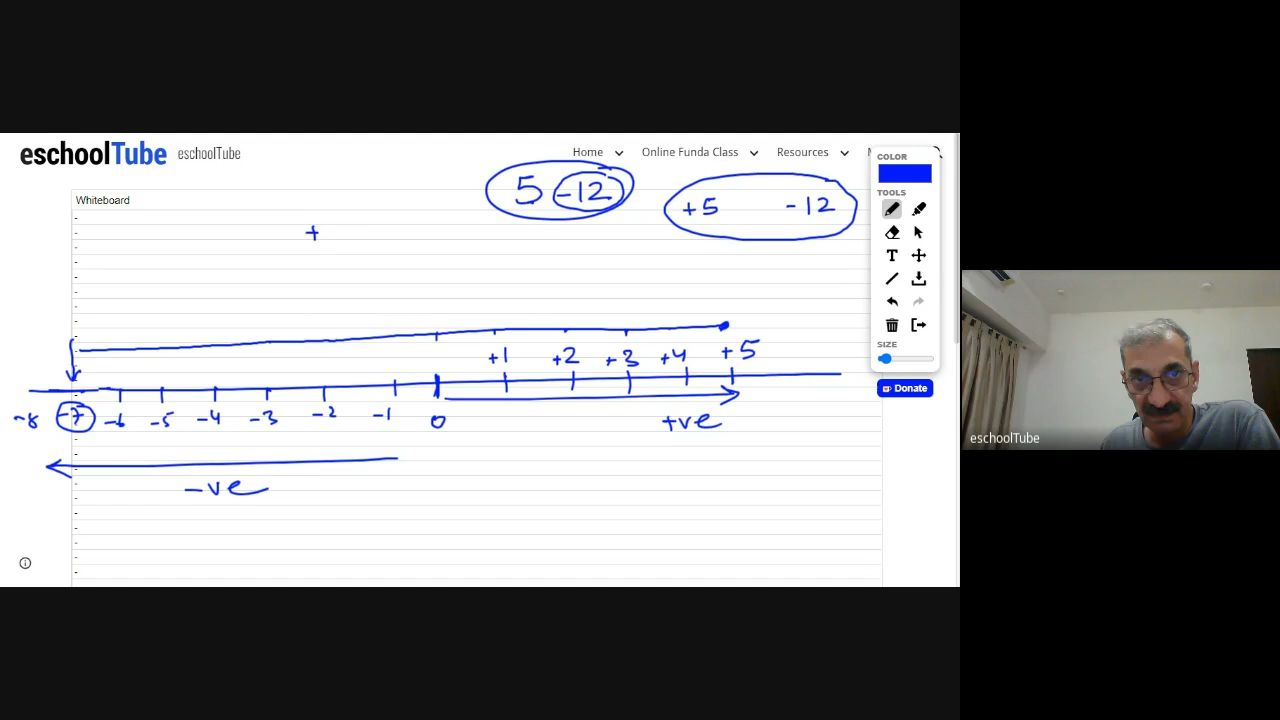 eschoolTube eschoolTube
Home Online Funda Class Resources
COLOR
TOOLS
T
SIZE
Donate
Whiteboard
5 -12
+5 -12
+
+1 +2 +3 +4 +5
-8 -7 -6 -5 -4 -3 -2 -1 0
+ve
-ve
eschoolTube